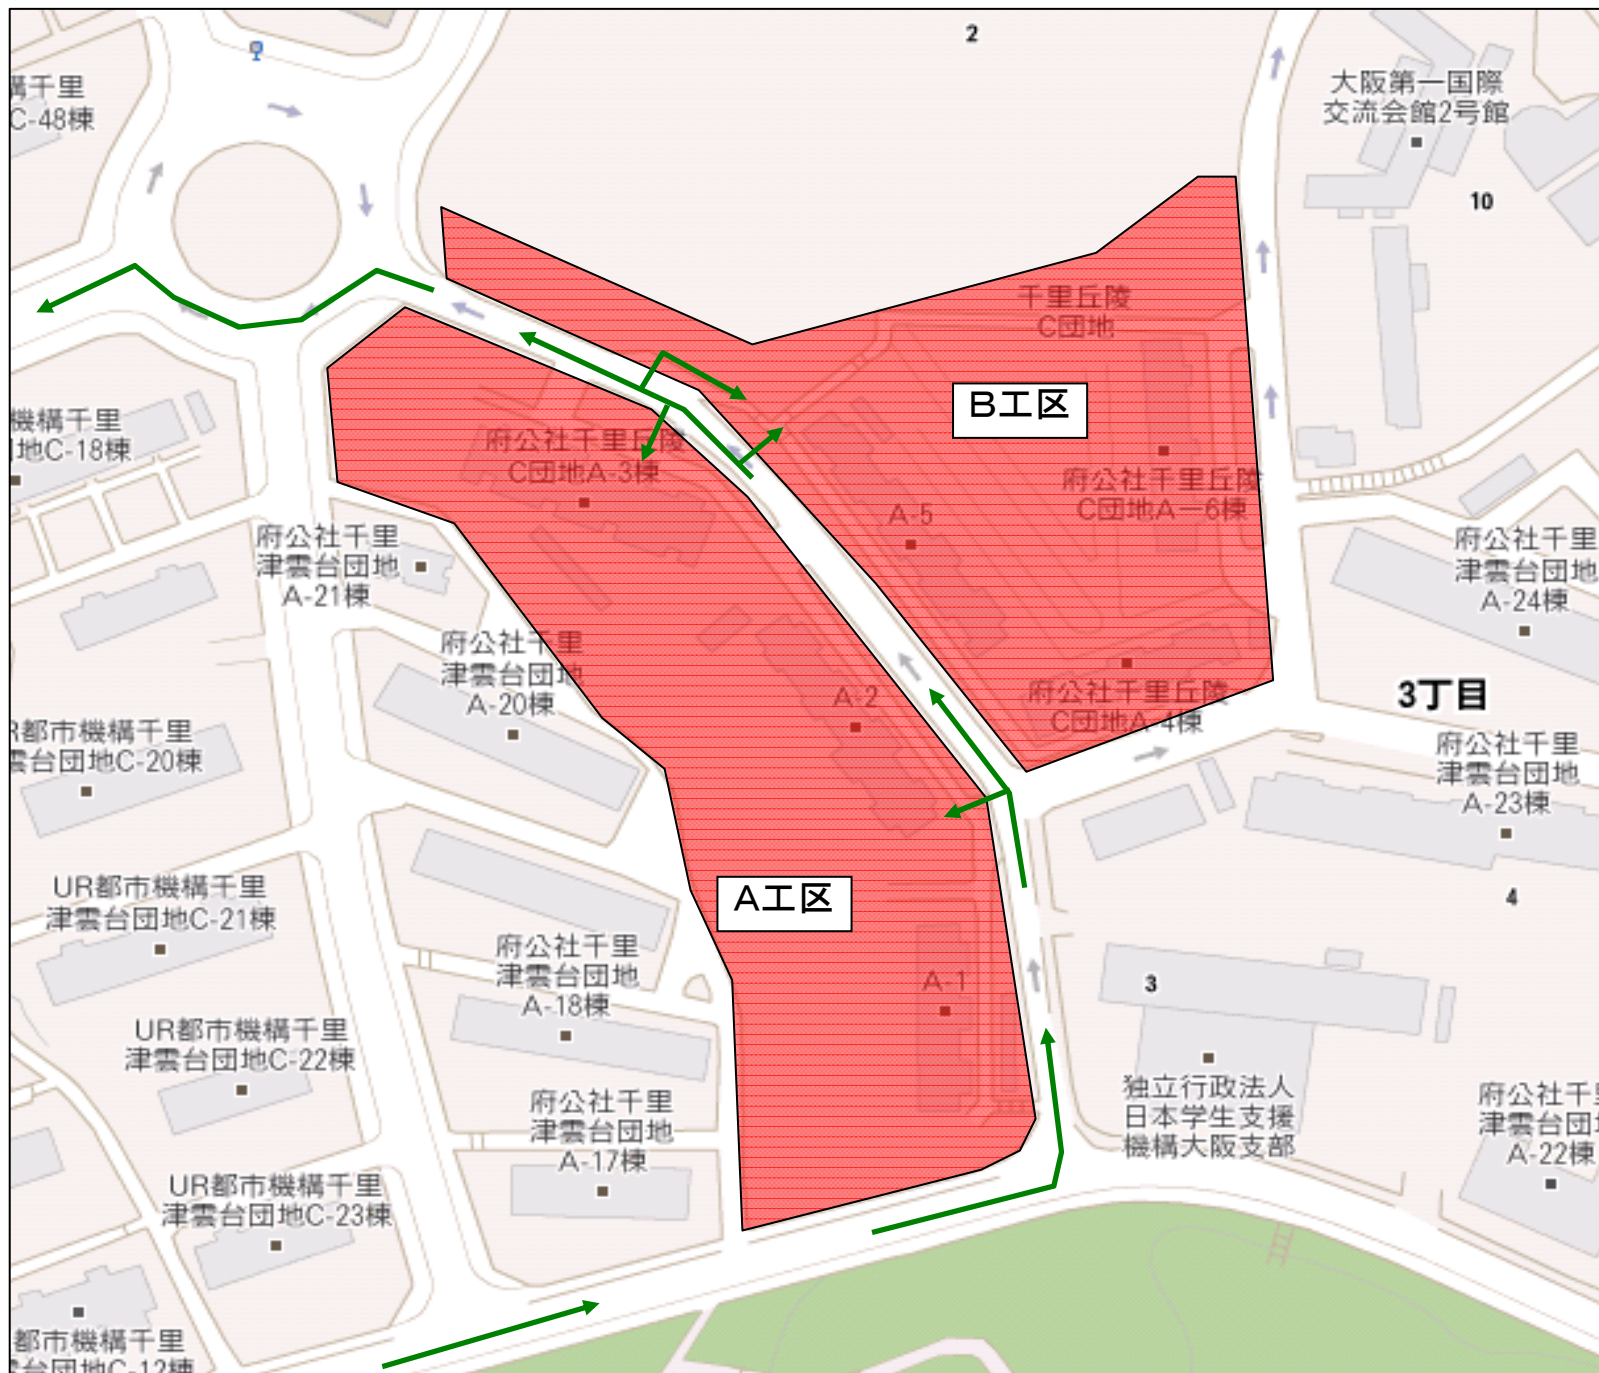 2
構千里
C-48棟
大阪第一国際
交流会館2号館
10
千里丘陵
C団地
B工区
機構千里
地C-18棟
府公社千里丘陵
C団地A-3棟
府公社千里丘陵
C団地A-6棟
A-5
府公社千里
津雲台団地
A-21棟
府公社千里
津雲台団地
A-24棟
府公社千里
津雲台団地
A-20棟
A-2
府公社千里丘陵
C団地A-4棟
3丁目
R都市機構千里
雲台団地C-20棟
府公社千里
津雲台団地
A-23棟
UR都市機構千里
津雲台団地C-21棟
A工区
4
府公社千里
津雲台団地
A-18棟
A-1
3
UR都市機構千里
津雲台団地C-22棟
府公社千里
津雲台団地
A-17棟
独立行政法人
日本学生支援
機構大阪支部
府公社千里
津雲台団地
A-22棟
UR都市機構千里
津雲台団地C-23棟
都市機構千里
台団地C-12棟